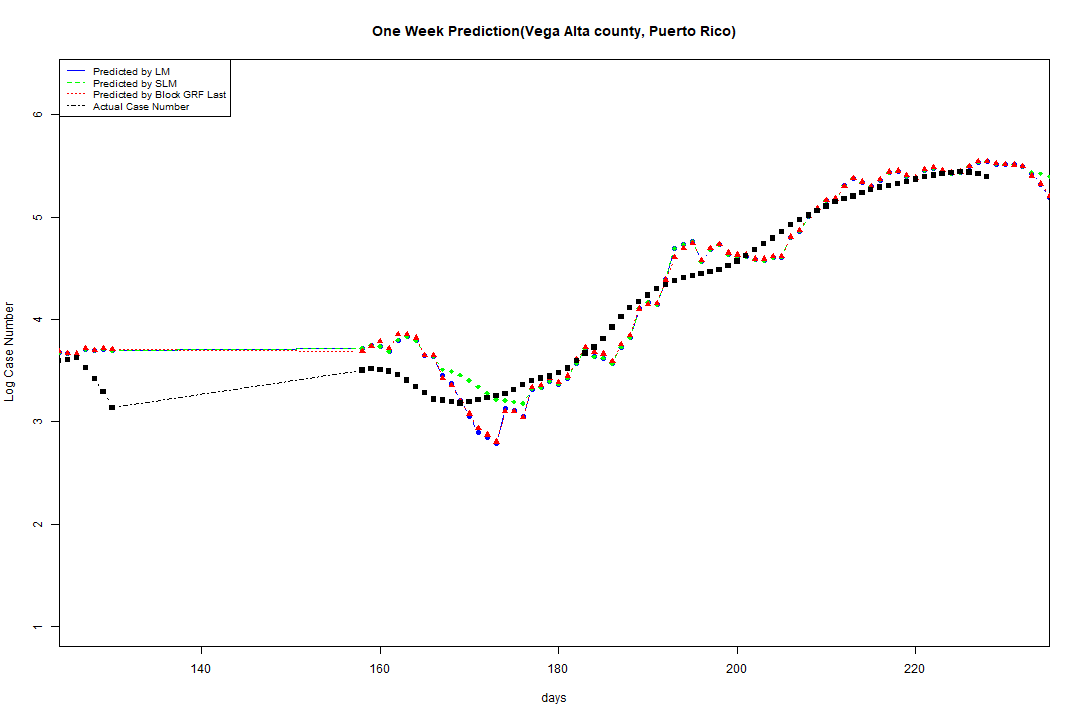 One Week Prediction(Vega Alta county, Puerto Rico)
Predicted by LM
Predicted by SLM
Predicted by Block GRF Last
Actual Case Number
6
5
4
3
2
1
Log Case Number
140 160 180 200 220
days